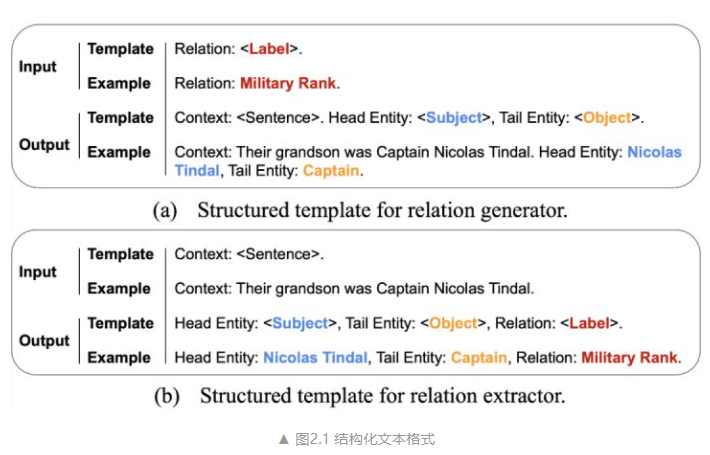 Input
Template Relation: <Label>.
Example Relation: Military Rank.
Output
Template Context: <Sentence>. Head Entity: <Subject>, Tail Entity: <Object>.
Example Context: Their grandson was Captain Nicolas Tindal. Head Entity: Nicolas
Tindal, Tail Entity: Captain.
(a) Structured template for relation generator.
Input
Template Context: <Sentence>.
Example Context: Their grandson was Captain Nicolas Tindal.
Output
Template Head Entity: <Subject>, Tail Entity: <Object>, Relation: <Label>.
Example Head Entity: Nicolas Tindal, Tail Entity: Captain, Relation: Military Rank.
(b) Structured template for relation extractor.
▲ 图2.1 结构化文本格式